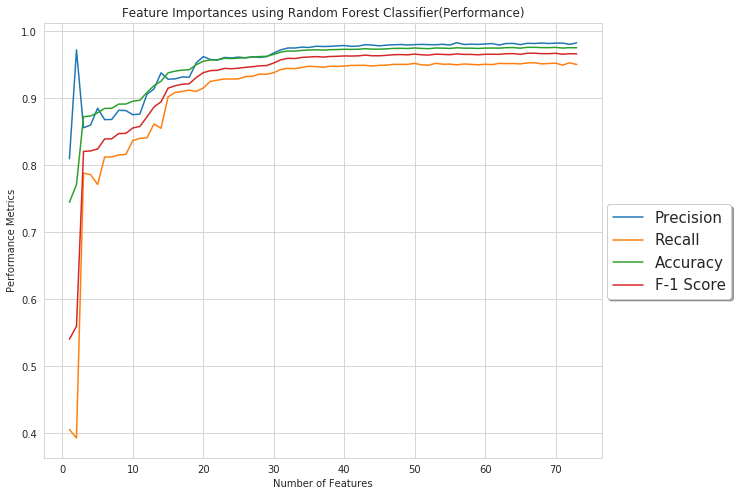 Feature Importances using Random Forest Classifier(Performance)
1.0
0.9
0.8
0.7
0.6
0.5
0.4
Performance Metrics
0 10 20 30 40 50 60 70
Number of Features
Precision
Recall
Accuracy
F-1 Score